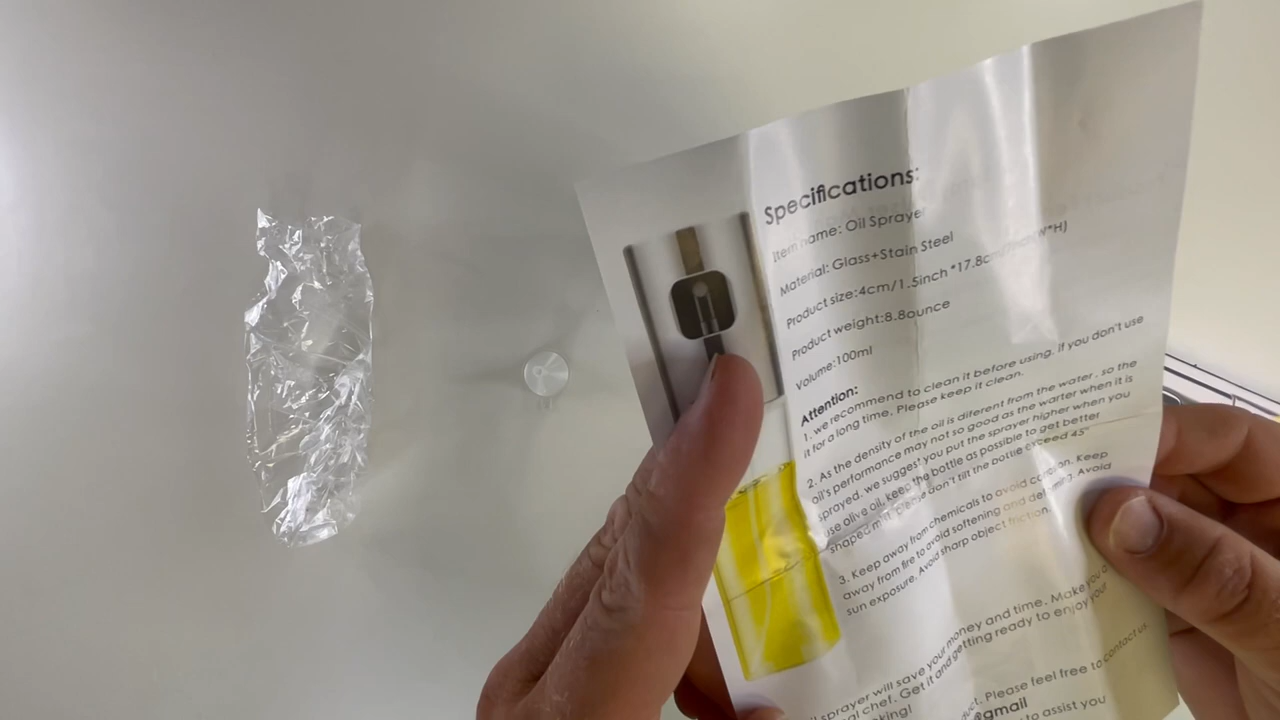 Specifications:
Item name: Oil Sprayer
Material: Glass+Stain Steel
Product size:4cm/1.5inch *17.8cm/ W*H)
Product weight:8.8ounce
Volume:100ml
Attention:
1. we recommend to clean it before using. if you don't use
it for a long time. Please keep it clean.
2. As the density of the oil is diferent from the water , so the
oil's performance may not so good as the warter when it is
sprayed. we suggest you put the sprayer higher when you
use olive oil. keep the bottle as possible to get better
shaped mist. please don't tilt the bottle exceed 45°
3. Keep away from chemicals to avoid Keep
away from fire to avoid softening and Avoid
sun exposure. Avoid sharp object friction.
sprayer will save your money and time. Make you a
chef. Get it and getting ready to enjoy your
Please feel free to contact us.
@gmail
to assist you